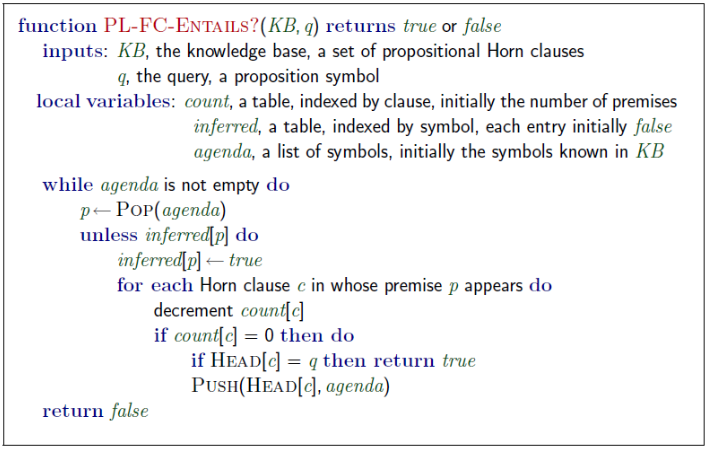 function PL-FC-Entails?(KB, q) returns true or false
inputs: KB, the knowledge base, a set of propositional Horn clauses
q, the query, a proposition symbol
local variables: count, a table, indexed by clause, initially the number of premises
inferred, a table, indexed by symbol, each entry initially false
agenda, a list of symbols, initially the symbols known in KB
while agenda is not empty do
p ← Pop(agenda)
unless inferred[p] do
inferred[p] ← true
for each Horn clause c in whose premise p appears do
decrement count[c]
if count[c] = 0 then do
if Head[c] = q then return true
Push(Head[c], agenda)
return false